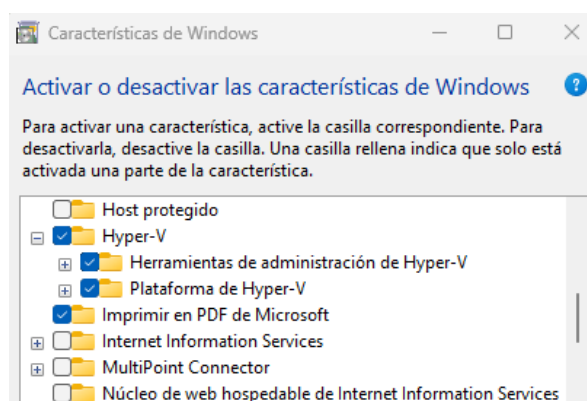 Características de Windows
Activar o desactivar las características de Windows
?
Para activar una característica, active la casilla correspondiente. Para
desactivarla, desactive la casilla. Una casilla rellena indica que solo está
activada una parte de la característica.
Host protegido
Hyper-V
Herramientas de administración de Hyper-V
Plataforma de Hyper-V
Imprimir en PDF de Microsoft
Internet Information Services
MultiPoint Connector
Núcleo de web hospedable de Internet Information Services